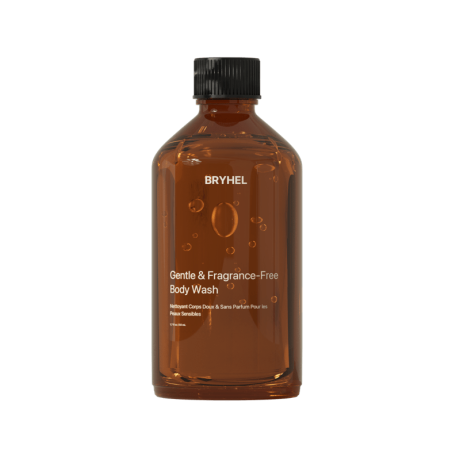 BRYHEL
Gentle & Fragrance-Free
Body Wash
Nettoyant Corps Doux & Sans Parfum Pour les
Peaux Sensibles